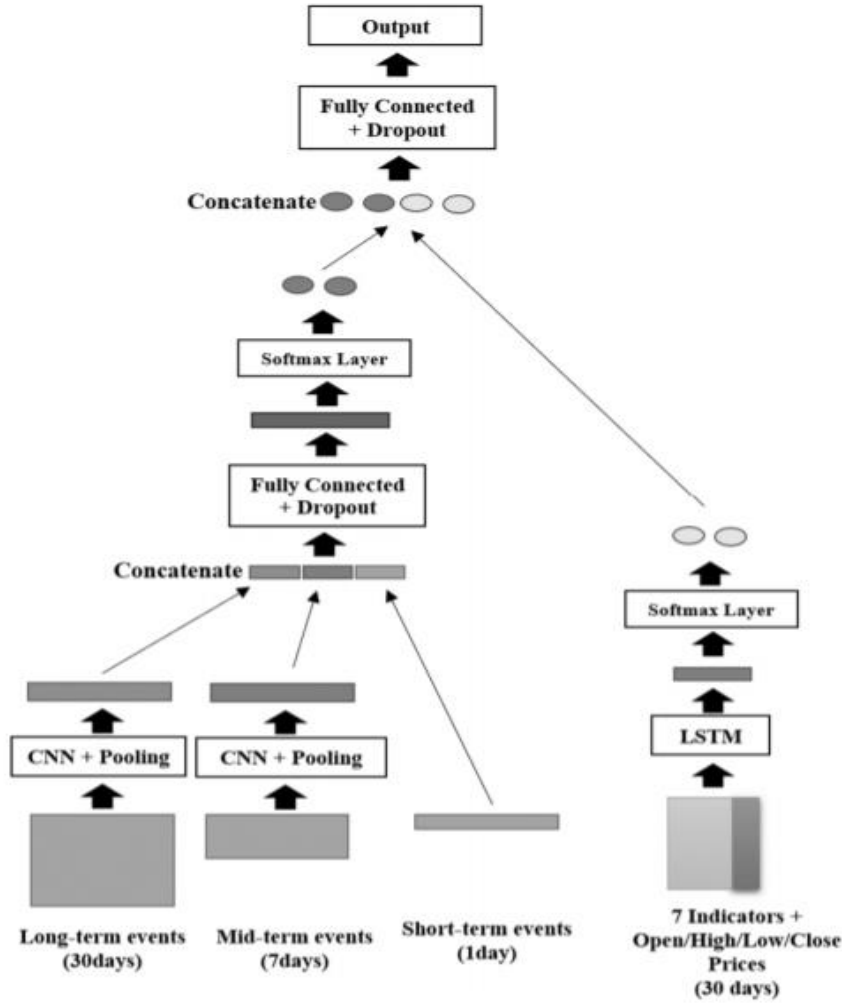 Output
Fully Connected
+ Dropout
Concatenate
Softmax Layer
Fully Connected
+ Dropout
Concatenate
Softmax Layer
CNN + Pooling
CNN + Pooling
LSTM
Long-term events
(30days)
Mid-term events
(7days)
Short-term events
(1day)
7 Indicators +
Open/High/Low/Close
Prices
(30 days)